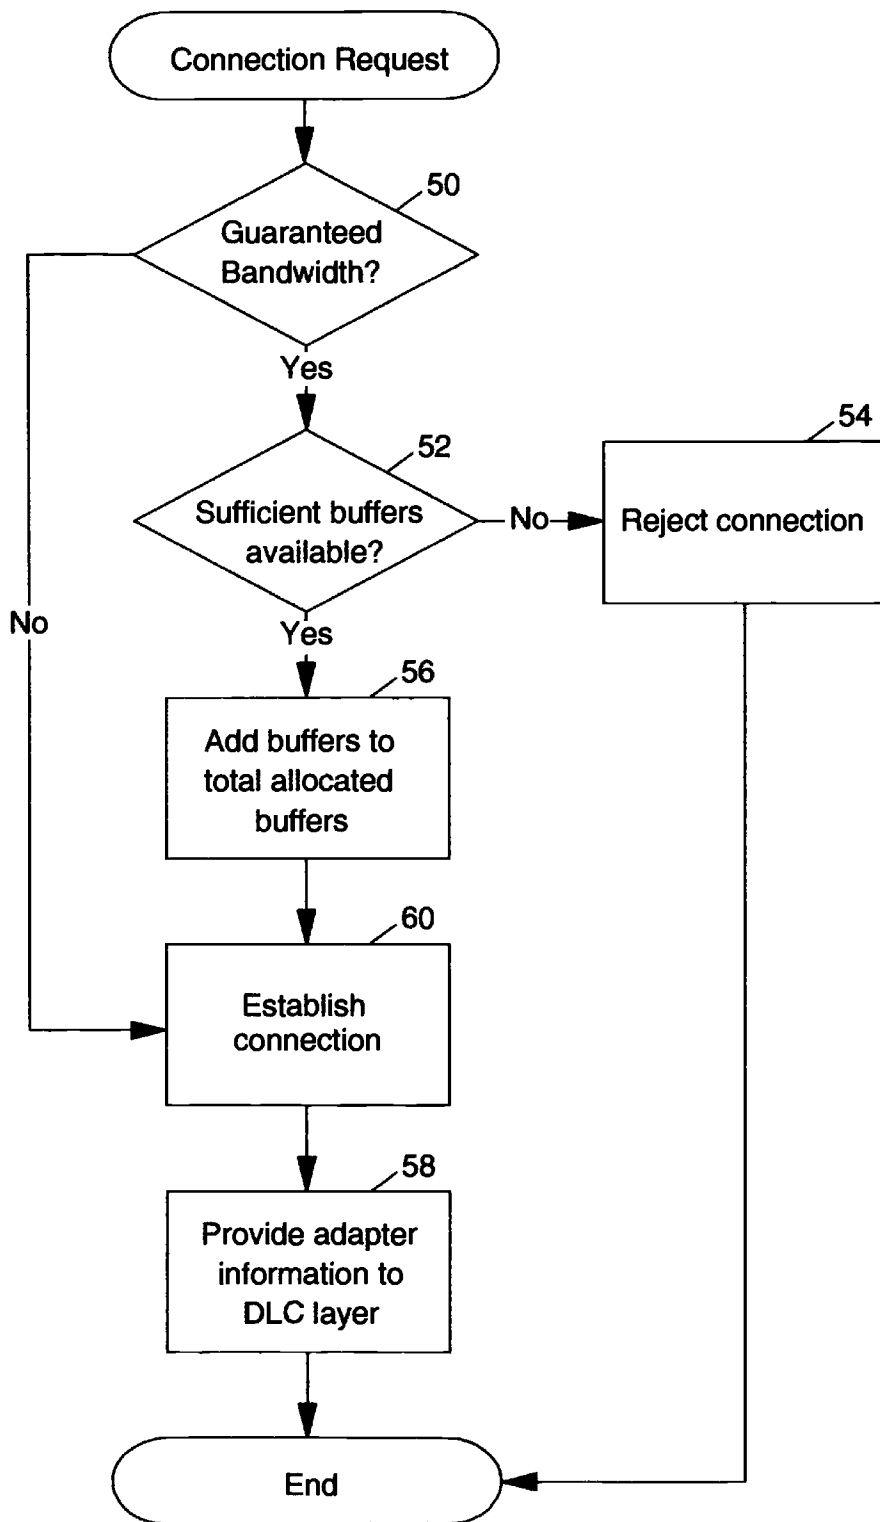 Connection Request
50
Guaranteed
Bandwidth?
Yes
52
54
Sufficient buffers
available?
No
Reject connection
No
Yes
56
Add buffers to
total allocated
buffers
60
Establish
connection
58
Provide adapter
information to
DLC layer
End